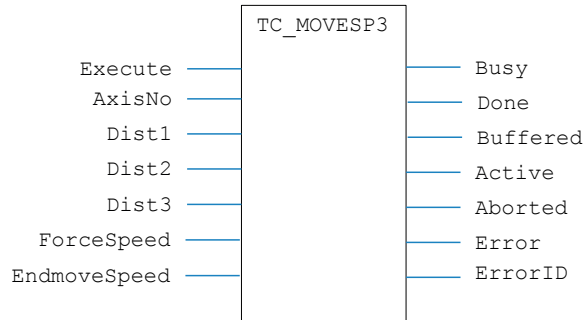 TC_MOVESP3
Execute
AxisNo
Dist1
Dist2
Dist3
ForceSpeed
EndmoveSpeed
Busy
Done
Buffered
Active
Aborted
Error
ErrorID